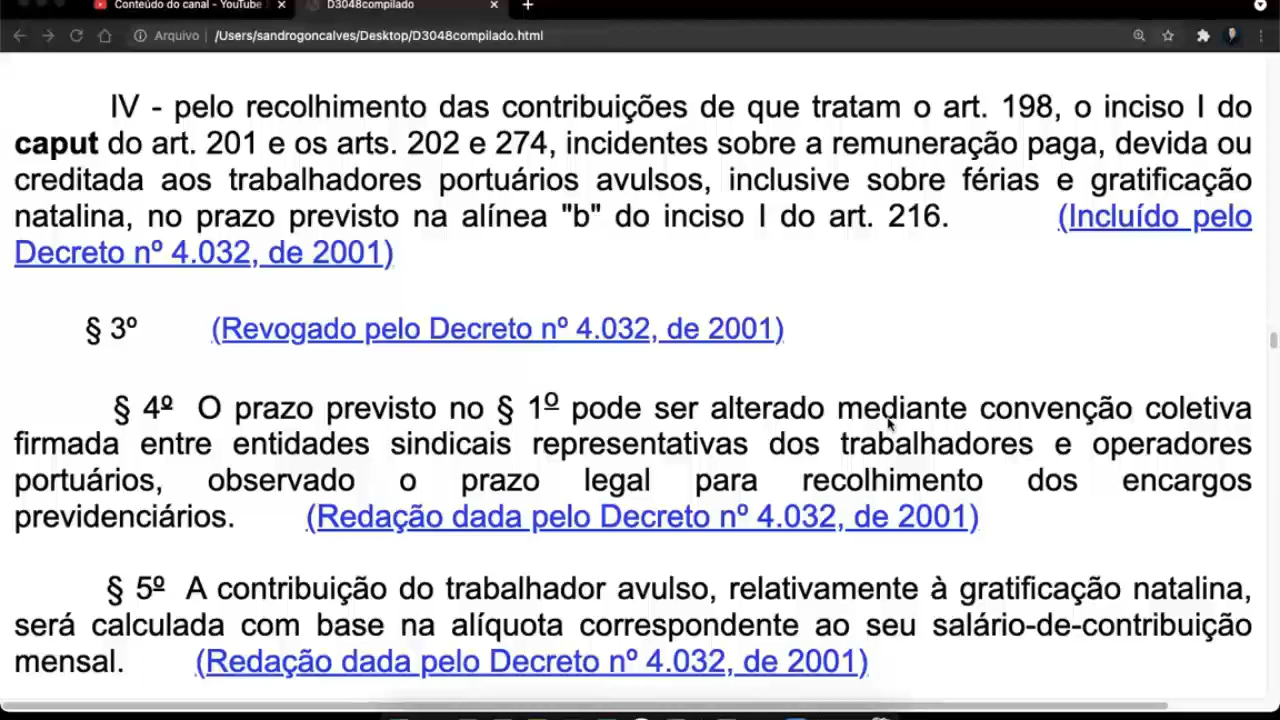 Conteúdo do canal - YouTube
D3048compilado
Arquivo | /Users/sandrogoncalves/Desktop/D3048compilado.html
IV - pelo recolhimento das contribuições de que tratam o art. 198, o inciso I do
caput do art. 201 e os arts. 202 e 274, incidentes sobre a remuneração paga, devida ou
creditada aos trabalhadores portuários avulsos, inclusive sobre férias e gratificação
natalina, no prazo previsto na alínea "b" do inciso I do art. 216. (Incluído pelo
Decreto nº 4.032, de 2001)
§ 3º (Revogado pelo Decreto nº 4.032, de 2001)
§ 4º O prazo previsto no § 1º pode ser alterado mediante convenção coletiva
firmada entre entidades sindicais representativas dos trabalhadores e operadores
portuários, observado o prazo legal para recolhimento dos encargos
previdenciários. (Redação dada pelo Decreto nº 4.032, de 2001)
§ 5º A contribuição do trabalhador avulso, relativamente à gratificação natalina,
será calculada com base na alíquota correspondente ao seu salário-de-contribuição
mensal. (Redação dada pelo Decreto nº 4.032, de 2001)